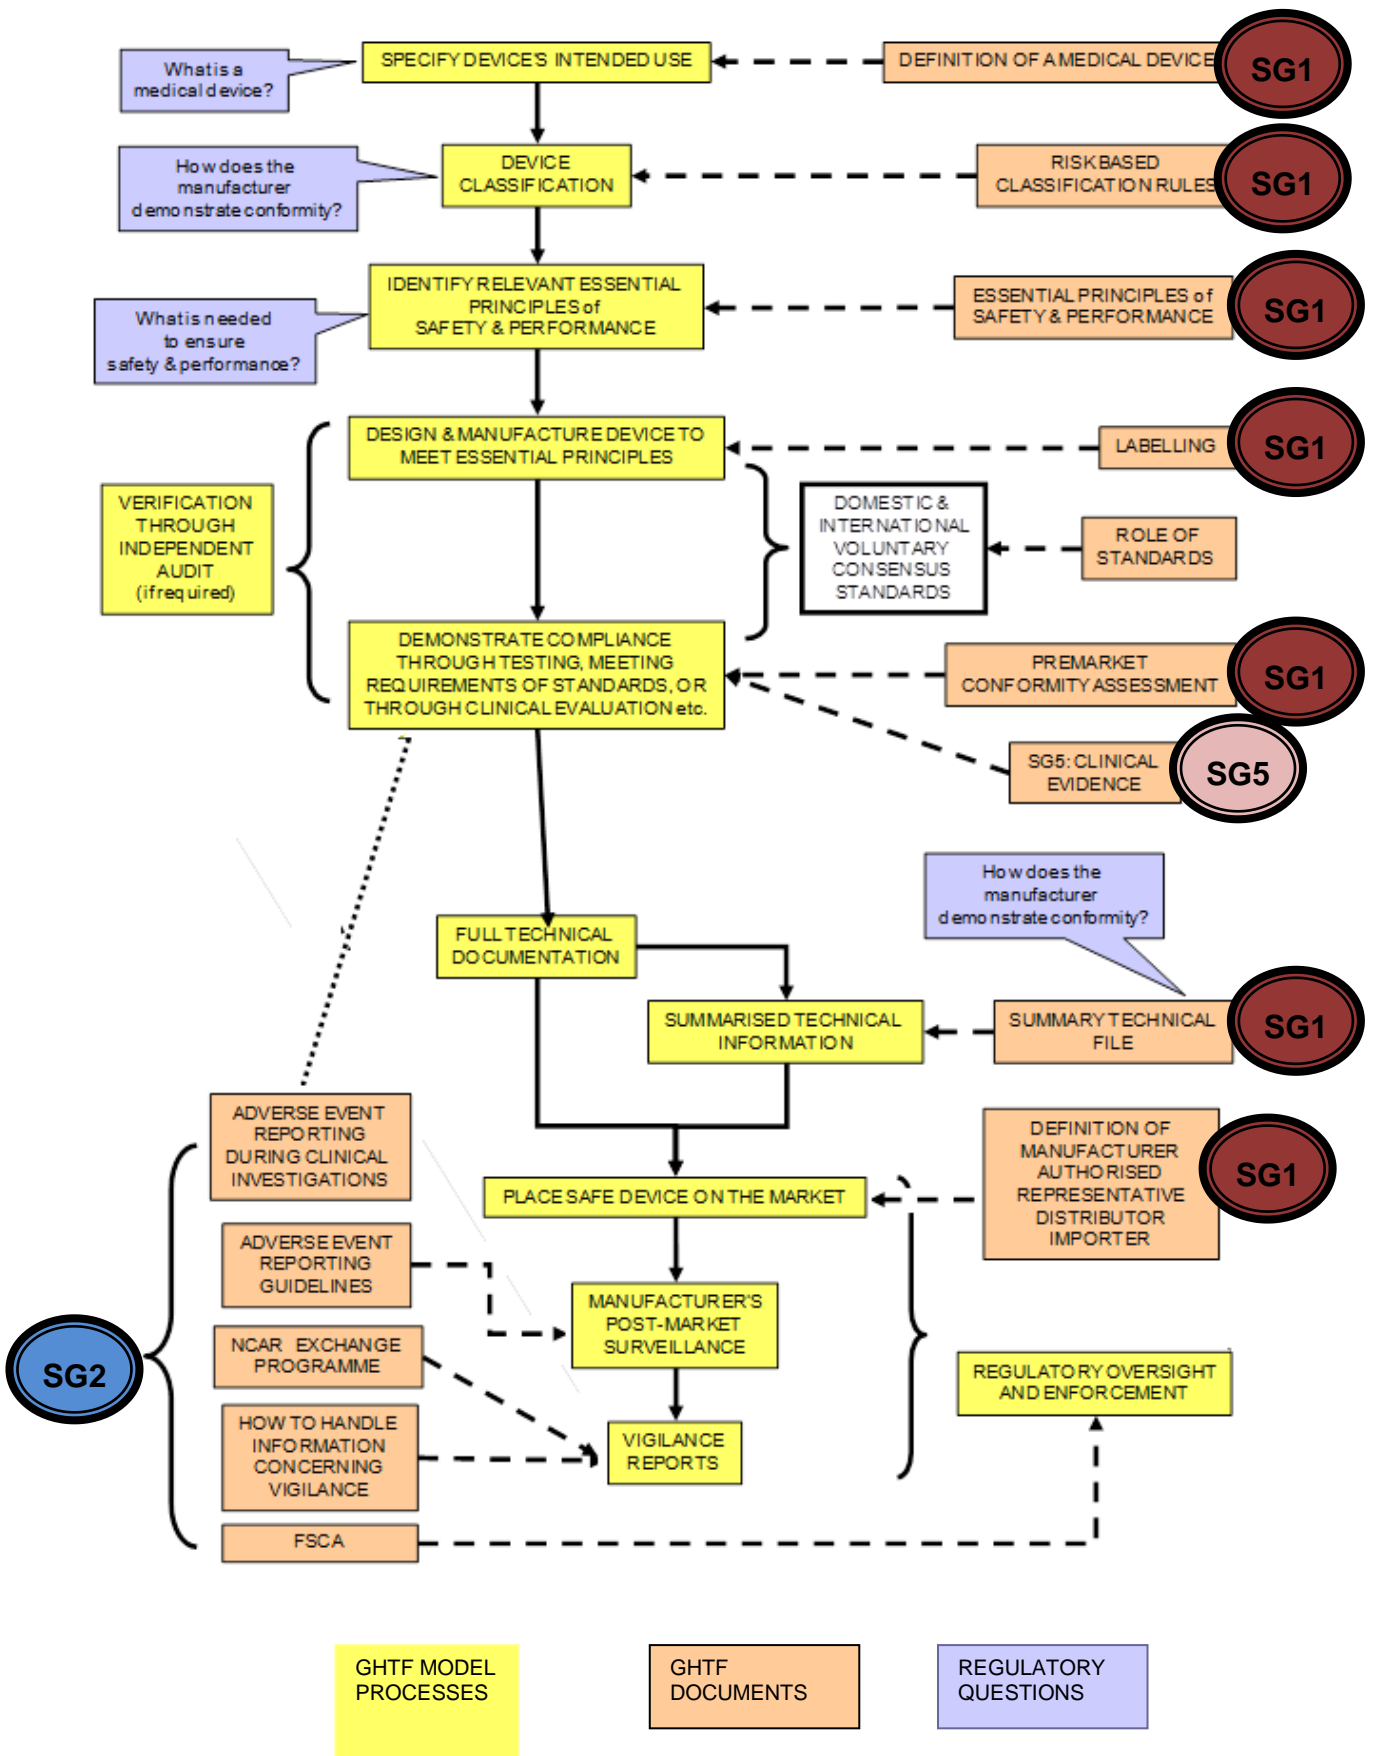 What is a
medical device?
SPECIFY DEVICE'S INTENDED USE
DEFINITION OF A MEDICAL DEVICE
SG1
How does the
manufacturer
demonstrate conformity?
DEVICE
CLASSIFICATION
RISK BASED
CLASSIFICATION RULES
SG1
What is needed
to ensure
safety & performance?
IDENTIFY RELEVANT ESSENTIAL
PRINCIPLES of
SAFETY & PERFORMANCE
ESSENTIAL PRINCIPLES of
SAFETY & PERFORMANCE
SG1
DESIGN & MANUFACTURE DEVICE TO
MEET ESSENTIAL PRINCIPLES
LABELLING
SG1
VERIFICATION
THROUGH
INDEPENDENT
AUDIT
(if required)
DOMESTIC &
INTERNATIONAL
VOLUNTARY
CONSENSUS
STANDARDS
ROLE OF
STANDARDS
DEMONSTRATE COMPLIANCE
THROUGH TESTING, MEETING
REQUIREMENTS OF STANDARDS, OR
THROUGH CLINICAL EVALUATION etc.
PREMARKET
CONFORMITY ASSESSMENT
SG1
SG5: CLINICAL
EVIDENCE
SG5
How does the
manufacturer
demonstrate conformity?
FULL TECHNICAL
DOCUMENTATION
SUMMARISED TECHNICAL
INFORMATION
SUMMARY TECHNICAL
FILE
SG1
ADVERSE EVENT
REPORTING
DURING CLINICAL
INVESTIGATIONS
DEFINITION OF
MANUFACTURER
AUTHORISED
REPRESENTATIVE
DISTRIBUTOR
IMPORTER
SG1
PLACE SAFE DEVICE ON THE MARKET
ADVERSE EVENT
REPORTING
GUIDELINES
MANUFACTURER'S
POST-MARKET
SURVEILLANCE
SG2
NCAR EXCHANGE
PROGRAMME
REGULATORY OVERSIGHT
AND ENFORCEMENT
HOW TO HANDLE
INFORMATION
CONCERNING
VIGILANCE
VIGILANCE
REPORTS
FSCA
GHTF MODEL
PROCESSES
GHTF
DOCUMENTS
REGULATORY
QUESTIONS